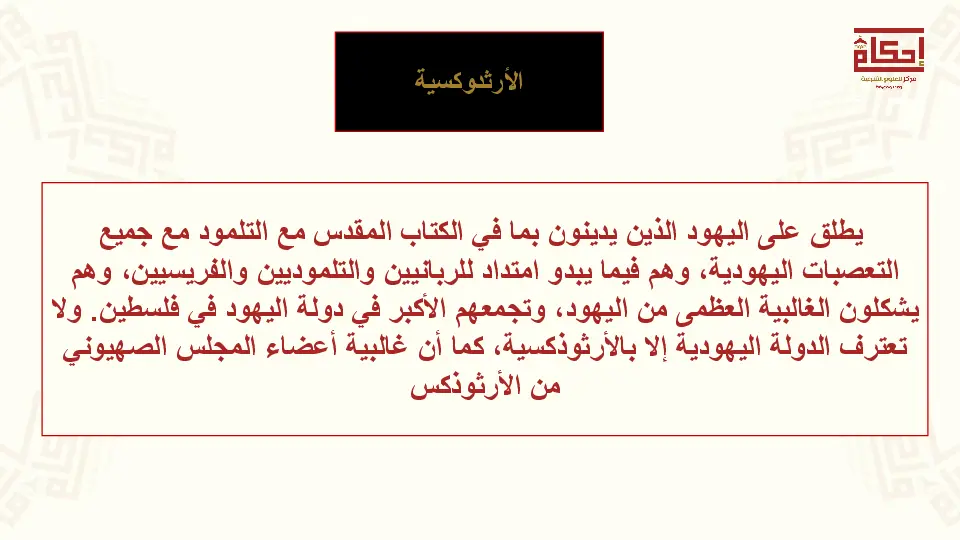 إحكام
مركز للعلوم الشرعية
الأرثدوكسية
يطلق على اليهود الذين يدينون بما في الكتاب المقدس مع التلمود مع جميع
التعصبات اليهودية، وهم فيما يبدو امتداد للربانيين والتلموديين والفريسيين، وهم
يشكلون الغالبية العظمى من اليهود، وتجمعهم الأكبر في دولة اليهود في فلسطين. ولا
تعترف الدولة اليهودية إلا بالأرثوذكسية، كما أن غالبية أعضاء المجلس الصهيوني
من الأرثوذكس